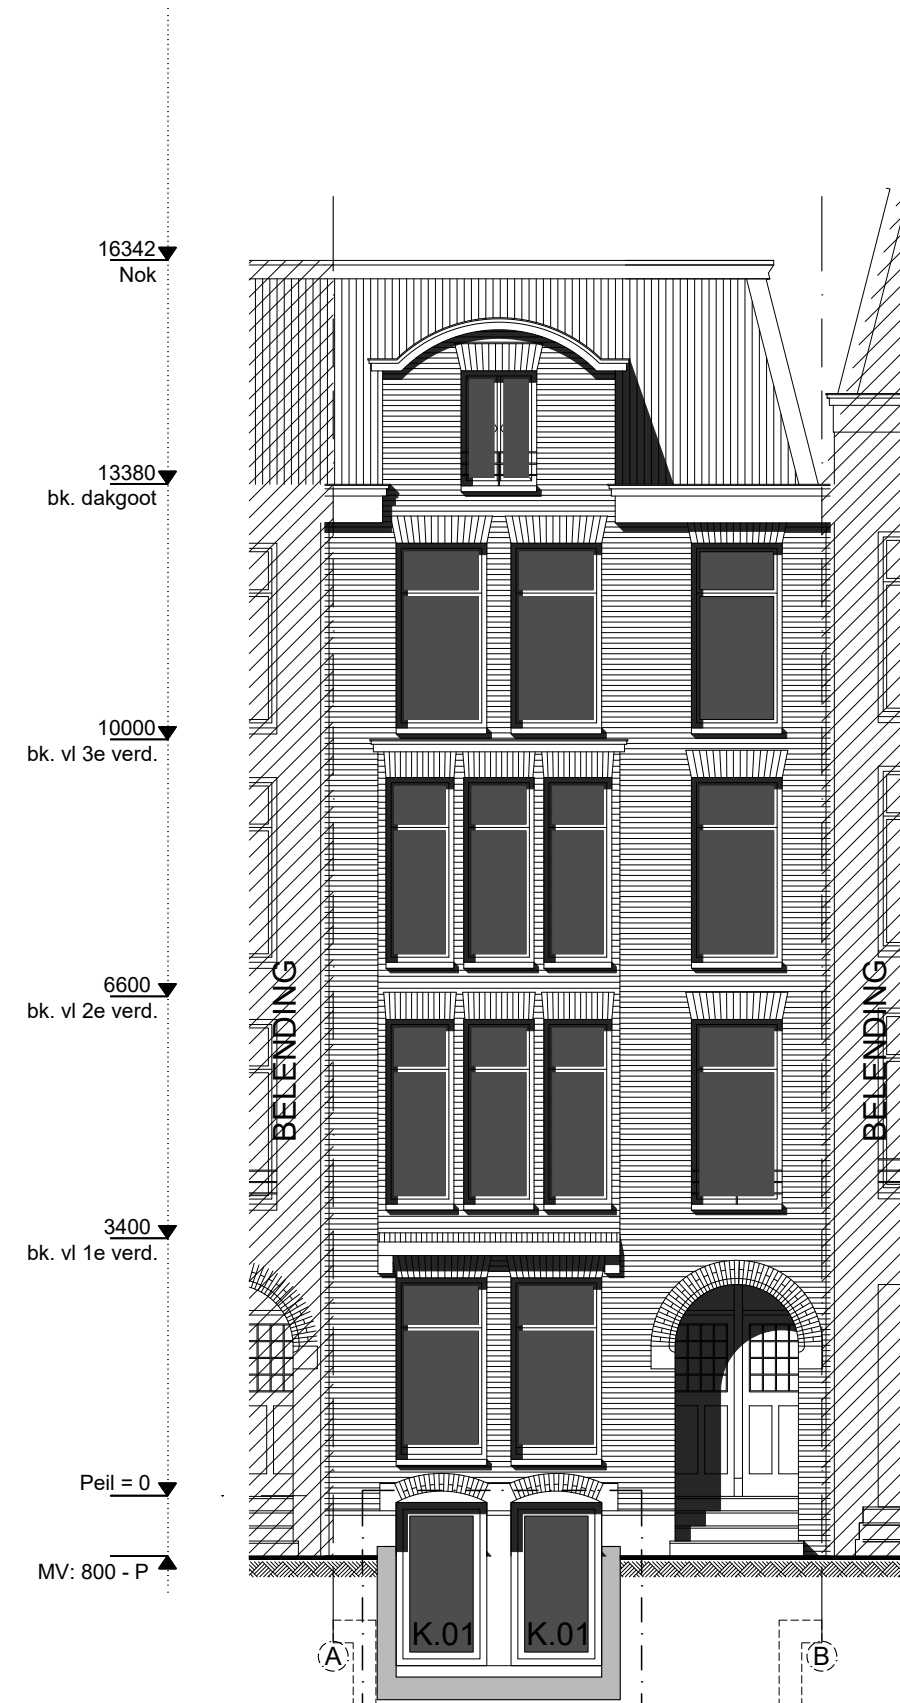 16342
Nok
13380
bk. dakgoot
10000
bk. vl 3e verd.
6600
bk. vl 2e verd.
BELENDING
BELENDING
3400
bk. vl 1e verd.
Peil = 0
MV: 800 - P
K.01
K.01
A
B